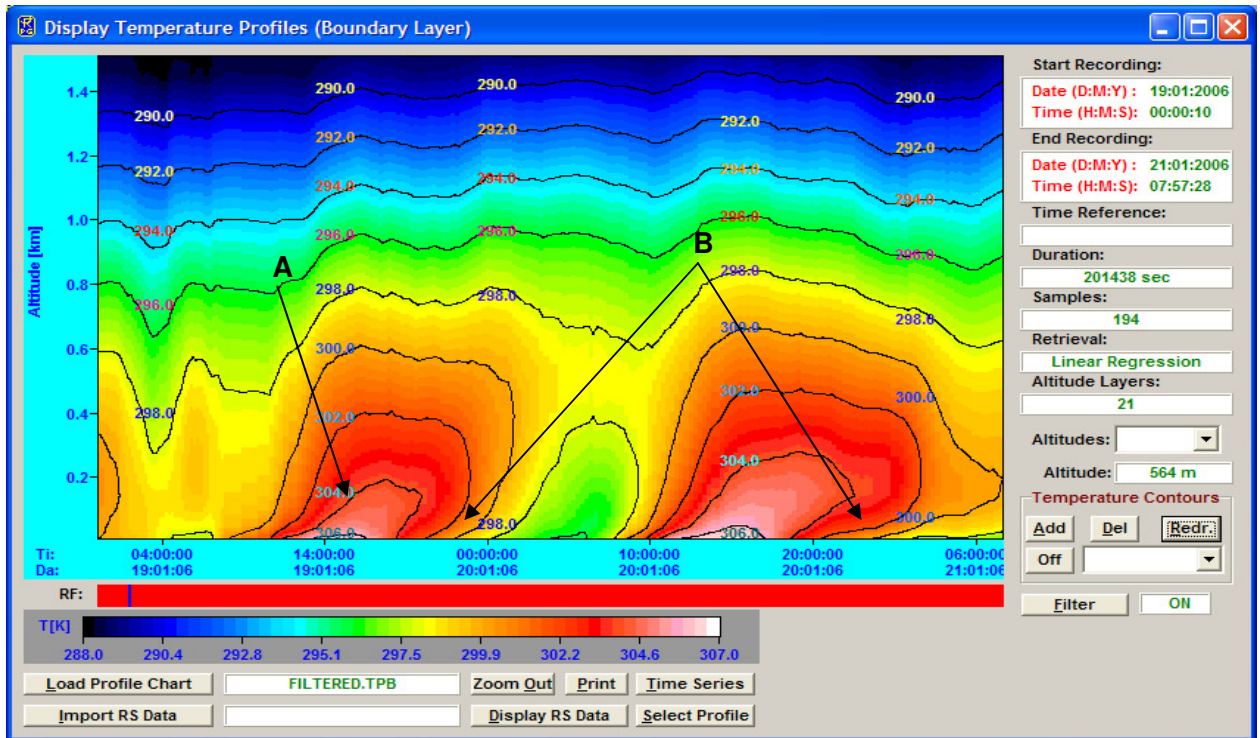 Display Temperature Profiles (Boundary Layer)
Start Recording:
Date (D:M:Y) : 19:01:2006
Time (H:M:S): 00:00:10
End Recording:
Date (D:M:Y) : 21:01:2006
Time (H:M:S): 07:57:28
Time Reference:
Duration:
201438 sec
Samples:
194
Retrieval:
Linear Regression
Altitude Layers:
21
Altitudes:
Altitude: 564 m
Temperature Contours
Add Del Redr.
Off
Filter ON
Altitude [km]
1.4
1.2
1.0
0.8
0.6
0.4
0.2
290.0 290.0 290.0 290.0
292.0 292.0 292.0 292.0 292.0
294.0 294.0 294.0 294.0 294.0
296.0 296.0 296.0 296.0 296.0
A B
298.0 298.0 298.0 298.0 298.0
300.0 300.0 300.0
302.0 302.0
304.0 304.0
298.0 300.0
306.0 306.0
Ti: 04:00:00 14:00:00 00:00:00 10:00:00 20:00:00 06:00:00
Da: 19:01:06 19:01:06 20:01:06 20:01:06 20:01:06 21:01:06
RF:
T[K]
288.0 290.4 292.8 295.1 297.5 299.9 302.2 304.6 307.0
Load Profile Chart FILTERED.TPB Zoom Out Print Time Series
Import RS Data Display RS Data Select Profile